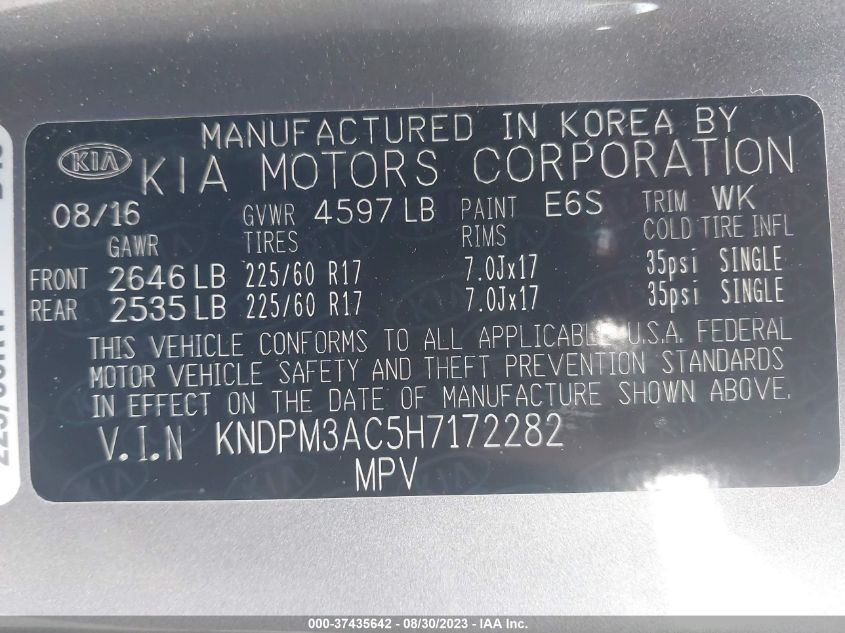 MANUFACTURED IN KOREA BY
KIA KIA MOTORS CORPORATION
08/16 GVWR 4597 LB PAINT E6S TRIM WK
GAWR TIRES RIMS COLD TIRE INFL
FRONT 2646 LB 225/60 R17 7.0Jx17 35psi SINGLE
REAR 2535 LB 225/60 R17 7.0Jx17 35psi SINGLE
THIS VEHICLE CONFORMS TO ALL APPLICABLE U.S.A. FEDERAL
MOTOR VEHICLE SAFETY AND THEFT PREVENTION STANDARDS
IN EFFECT ON THE DATE OF MANUFACTURE SHOWN ABOVE.
V.I.N KNDPM3AC5H7172282
MPV
000-37435642 - 08/30/2023 - IAA Inc.